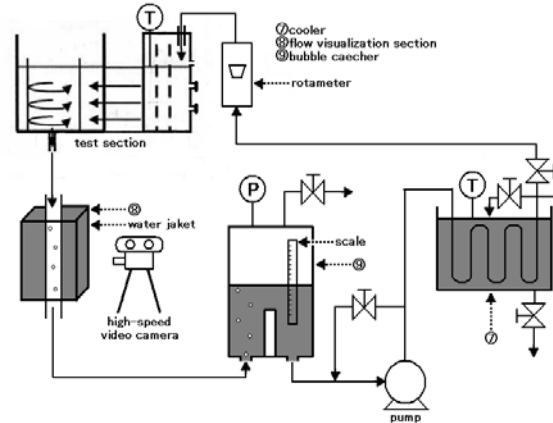 T
⑦cooler
⑧flow visualization section
⑨bubble caecher
rotameter
test section
⑧
water jaket
P
T
scale
⑨
high-speed
video camera
⑦
pump